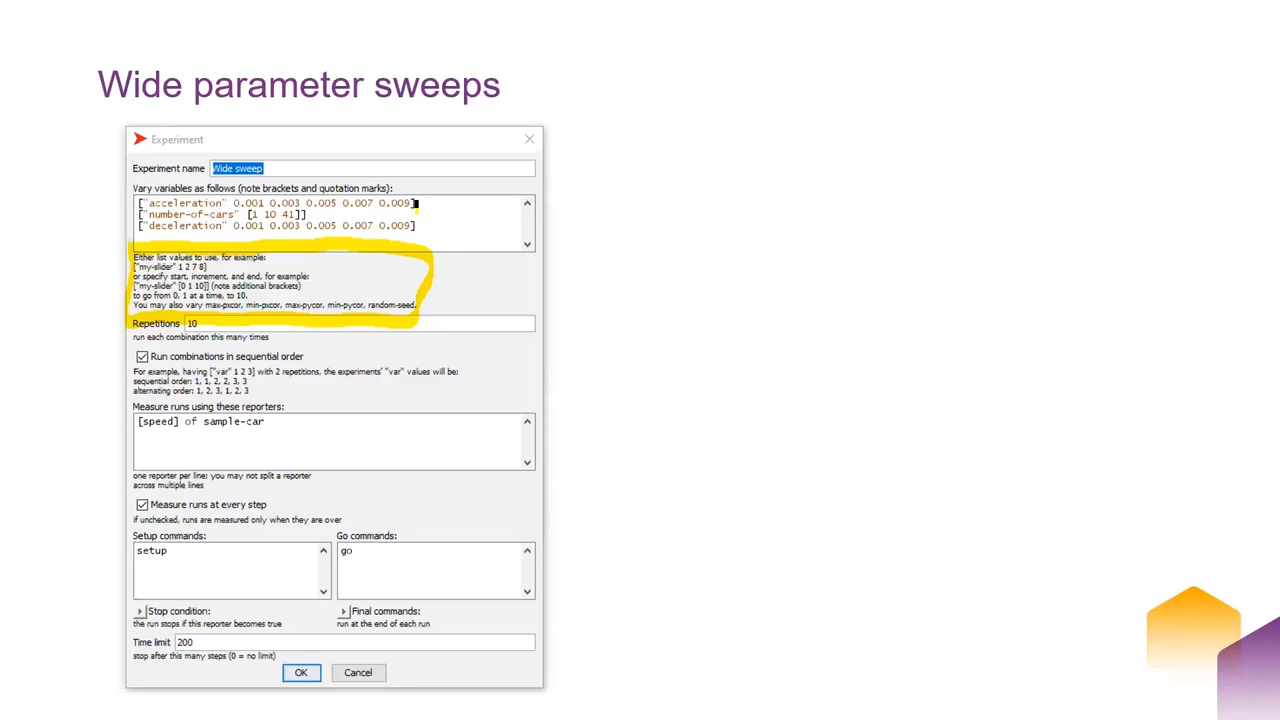 Wide parameter sweeps
Experiment
Experiment name Wide sweep
Vary variables as follows (note brackets and quotation marks):
["acceleration" 0.001 0.003 0.005 0.007 0.009]
["number-of-cars" [1 10 41]]
["deceleration" 0.001 0.003 0.005 0.007 0.009]
Either list values to use, for example:
["my-slider" 1 2 7 8]
or specify start, increment, and end, for example:
["my-slider" [0 1 10]] (note additional brackets)
to go from 0, 1 at a time, to 10.
You may also vary max-pxcor, min-pxcor, max-pycor, min-pycor, random-seed.
Repetitions 10
run each combination this many times
Run combinations in sequential order
For example, having ["var" 1 2 3] with 2 repetitions, the experiments' "var" values will be:
sequential order: 1, 1, 2, 2, 3, 3
alternating order: 1, 2, 3, 1, 2, 3
Measure runs using these reporters:
[speed] of sample-car
one reporter per line; you may not split a reporter
across multiple lines
Measure runs at every step
if unchecked, runs are measured only when they are over
Setup commands:
setup
Go commands:
go
Stop condition:
the run stops if this reporter becomes true
Final commands:
run at the end of each run
Time limit 200
stop after this many steps (0 = no limit)
OK
Cancel